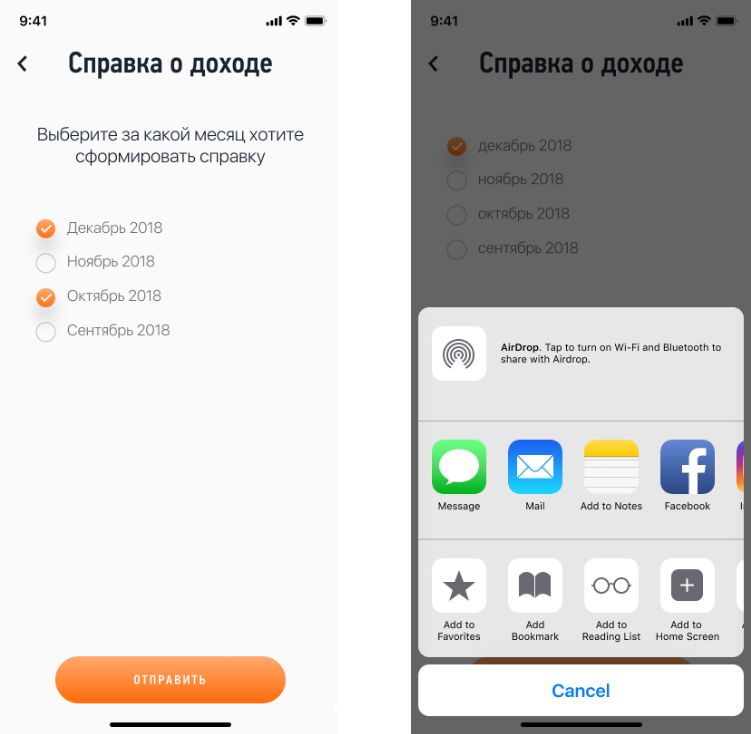 9:41
Справка о доходе
Выберите за какой месяц хотите
сформировать справку
Декабрь 2018
Ноябрь 2018
Октябрь 2018
Сентябрь 2018
ОТПРАВИТЬ
9:41
Справка о доходе
декабрь 2018
ноябрь 2018
октябрь 2018
сентябрь 2018
AirDrop. Tap to turn on Wi-Fi and Bluetooth to
share with Airdrop.
Message
Mail
Add to Notes
Facebook
Add to
Favorites
Add
Bookmark
Add to
Reading List
Add to
Home Screen
Cancel